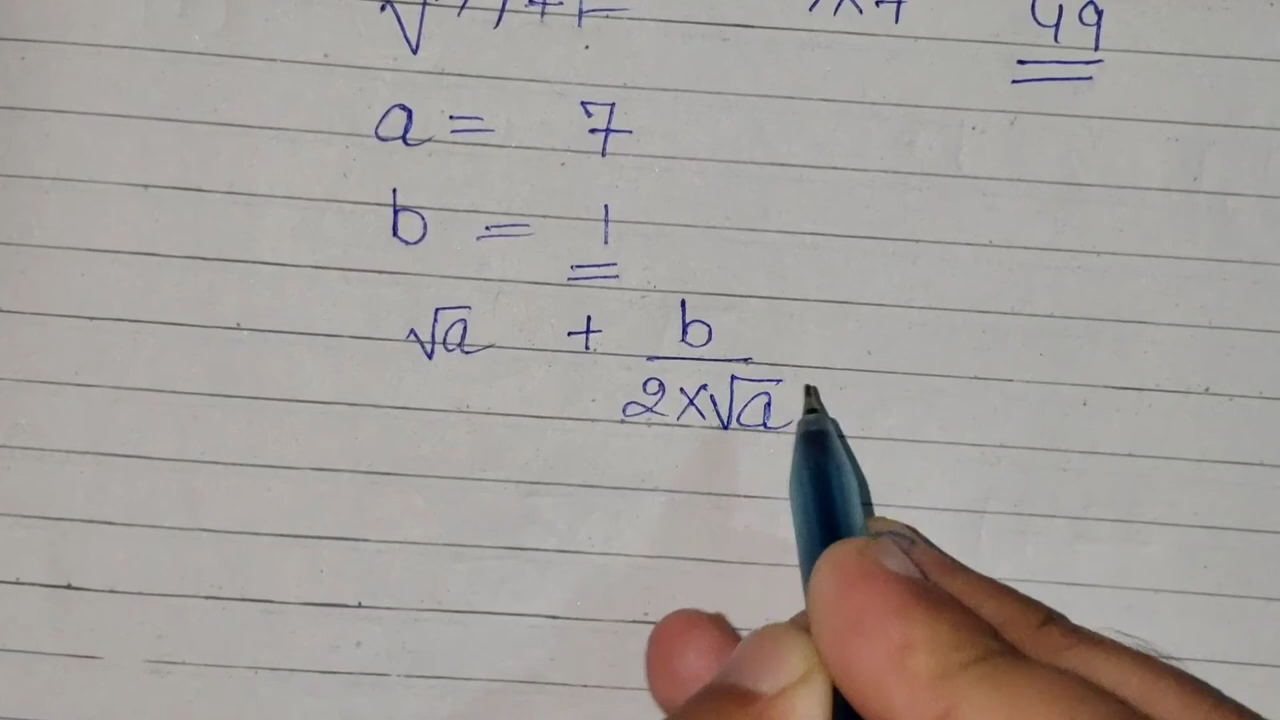 49
a = 7
b = 1
√a + b
2×√a